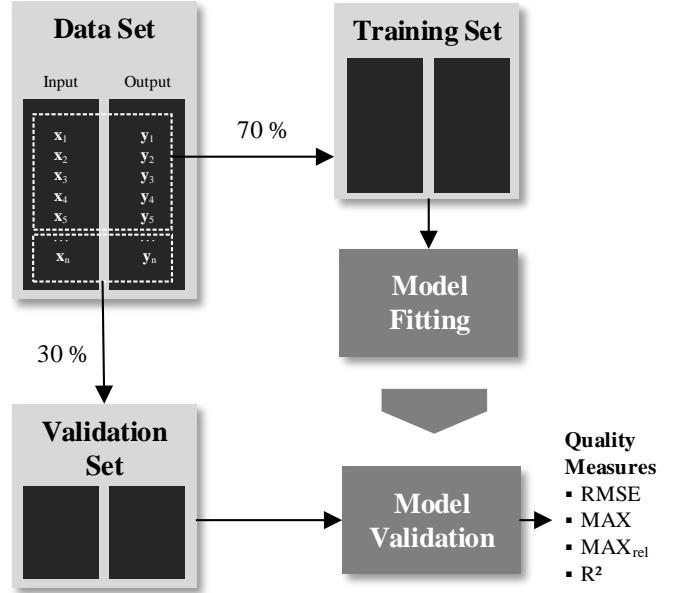 Data Set
Input Output
x₁ y₁
x₂ y₂
x₃ y₃
x₄ y₄
x₅ y₅
... ...
xₙ yₙ
70 %
Training Set
Model
Fitting
30 %
Validation
Set
Model
Validation
Quality
Measures
▪ RMSE
▪ MAX
▪ MAXrel
▪ R²